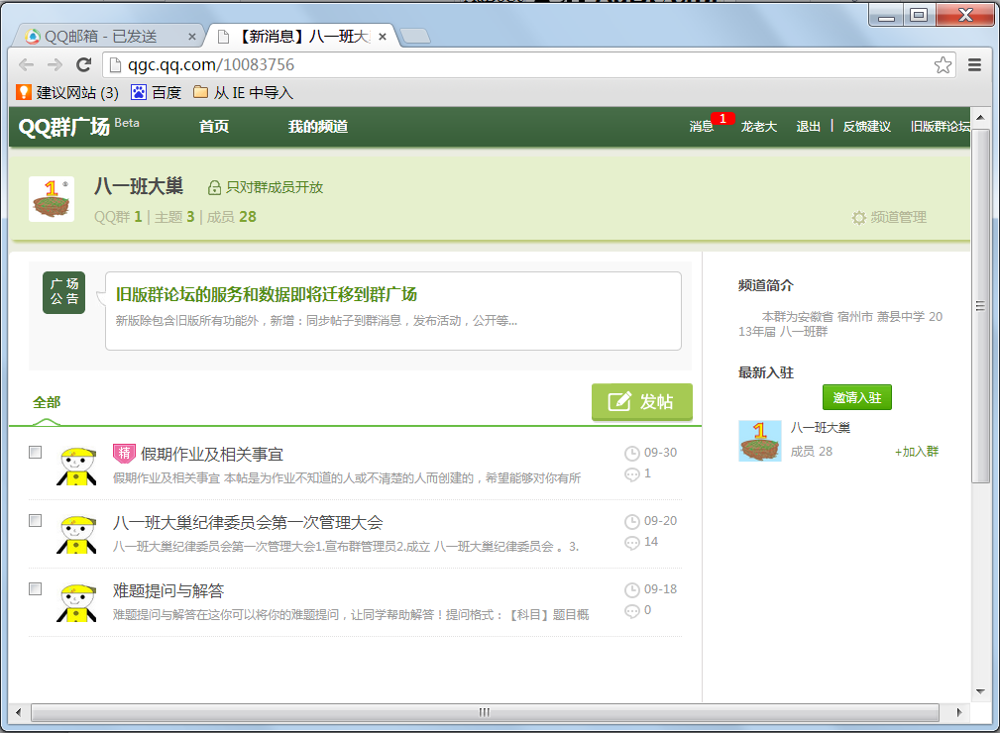 QQ邮箱 - 已发送
【新消息】八一班大
qgc.qq.com/10083756
建议网站 (3) 百度 从 IE 中导入
QQ群广场 Beta 首页 我的频道 消息 1 龙老大 退出 | 反馈建议 旧版群论坛
八一班大巢 只对群成员开放
QQ群 1 | 主题 3 | 成员 28 频道管理
广场
公告
旧版群论坛的服务和数据即将迁移到群广场
新版除包含旧版所有功能外，新增：同步帖子到群消息，发布活动，公开等...
全部 发帖
精 假期作业及相关事宜 09-30
假期作业及相关事宜 本帖是为作业不知道的人或不清楚的人而创建的，希望能够对你有所 1
八一班大巢纪律委员会第一次管理大会 09-20
八一班大巢纪律委员会第一次管理大会1.宣布群管理员2.成立 八一班大巢纪律委员会 。3. 14
难题提问与解答 09-18
难题提问与解答在这你可以将你的难题提问，让同学帮助解答！提问格式：【科目】题目概 0
频道简介
本群为安徽省 宿州市 萧县中学 20
13年届 八一班群
最新入驻
邀请入驻
1
八一班大巢
成员 28 +加入群